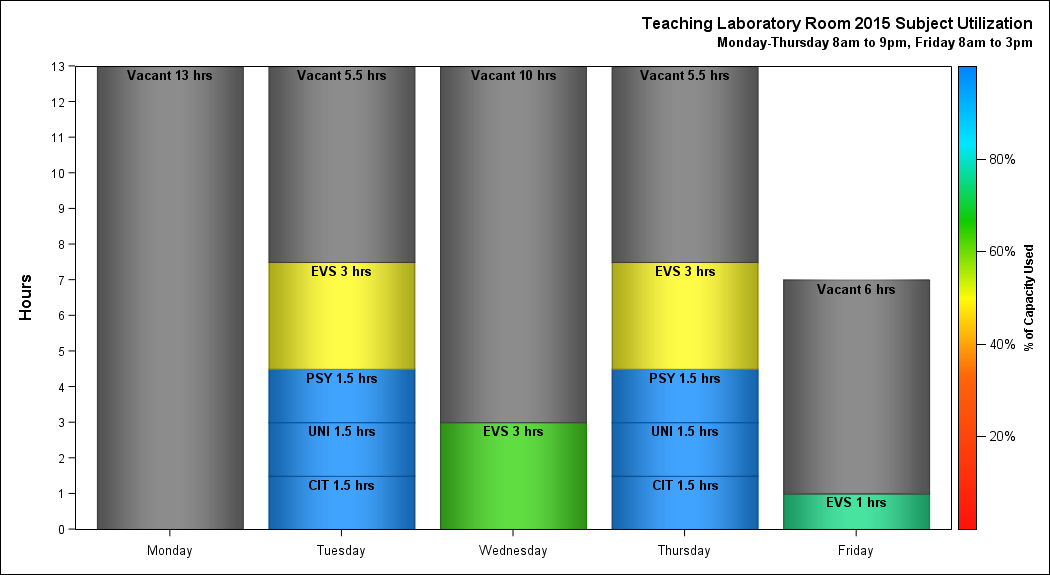 Teaching Laboratory Room 2015 Subject Utilization
Monday-Thursday 8am to 9pm, Friday 8am to 3pm
13
12
11
10
9
8
7
6
5
4
3
2
1
0
Hours
Vacant 13 hrs
Vacant 5.5 hrs
EVS 3 hrs
PSY 1.5 hrs
UNI 1.5 hrs
CIT 1.5 hrs
Vacant 10 hrs
EVS 3 hrs
Vacant 5.5 hrs
EVS 3 hrs
PSY 1.5 hrs
UNI 1.5 hrs
CIT 1.5 hrs
Vacant 6 hrs
EVS 1 hrs
Monday
Tuesday
Wednesday
Thursday
Friday
80%
60%
40%
20%
% of Capacity Used